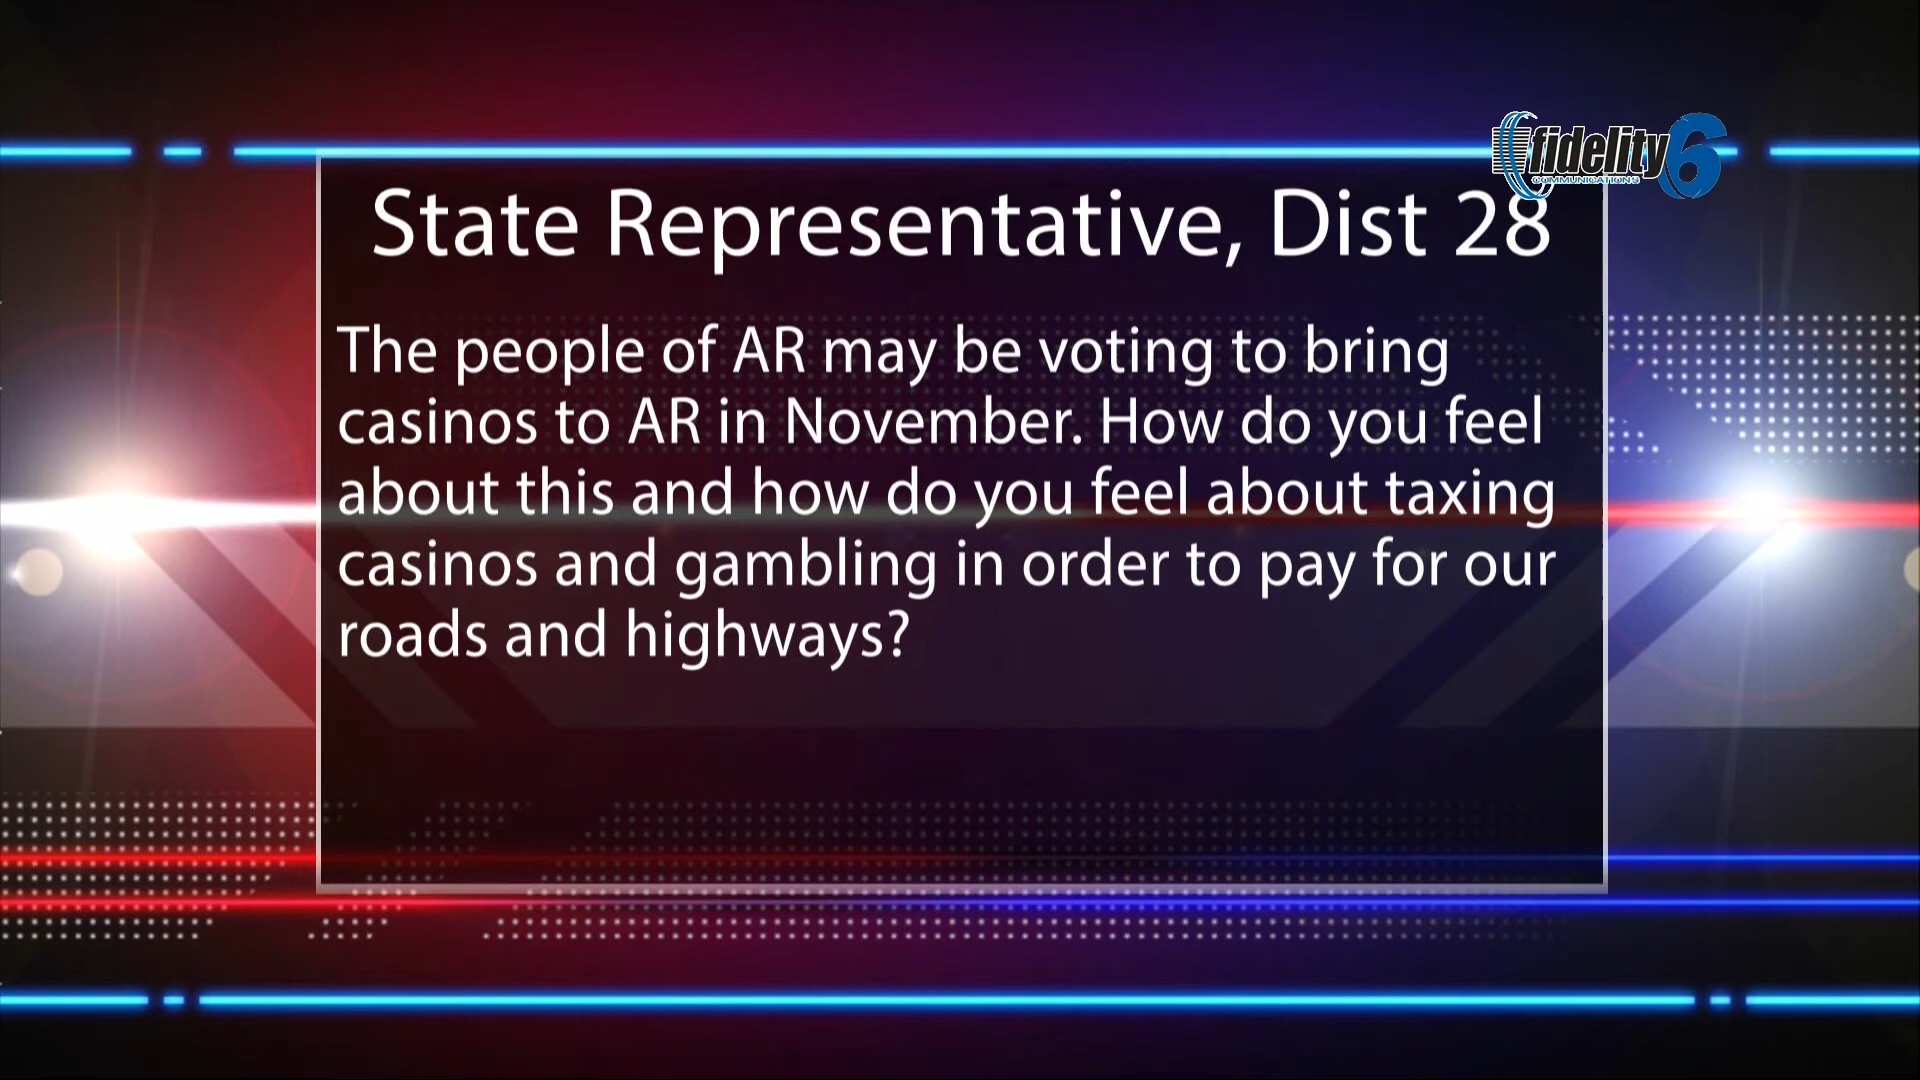 fidelity 6
COMMUNICATIONS
State Representative, Dist 28
The people of AR may be voting to bring
casinos to AR in November. How do you feel
about this and how do you feel about taxing
casinos and gambling in order to pay for our
roads and highways?